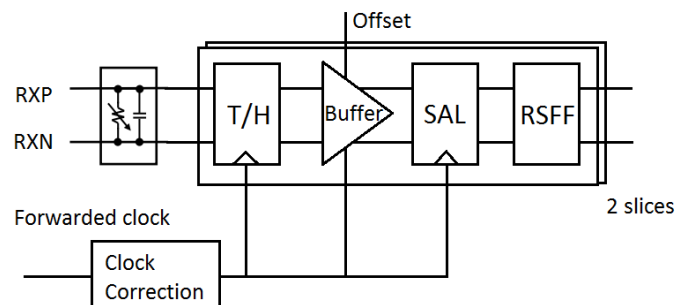 Offset
RXP
RXN
T/H
Buffer
SAL
RSFF
2 slices
Forwarded clock
Clock
Correction